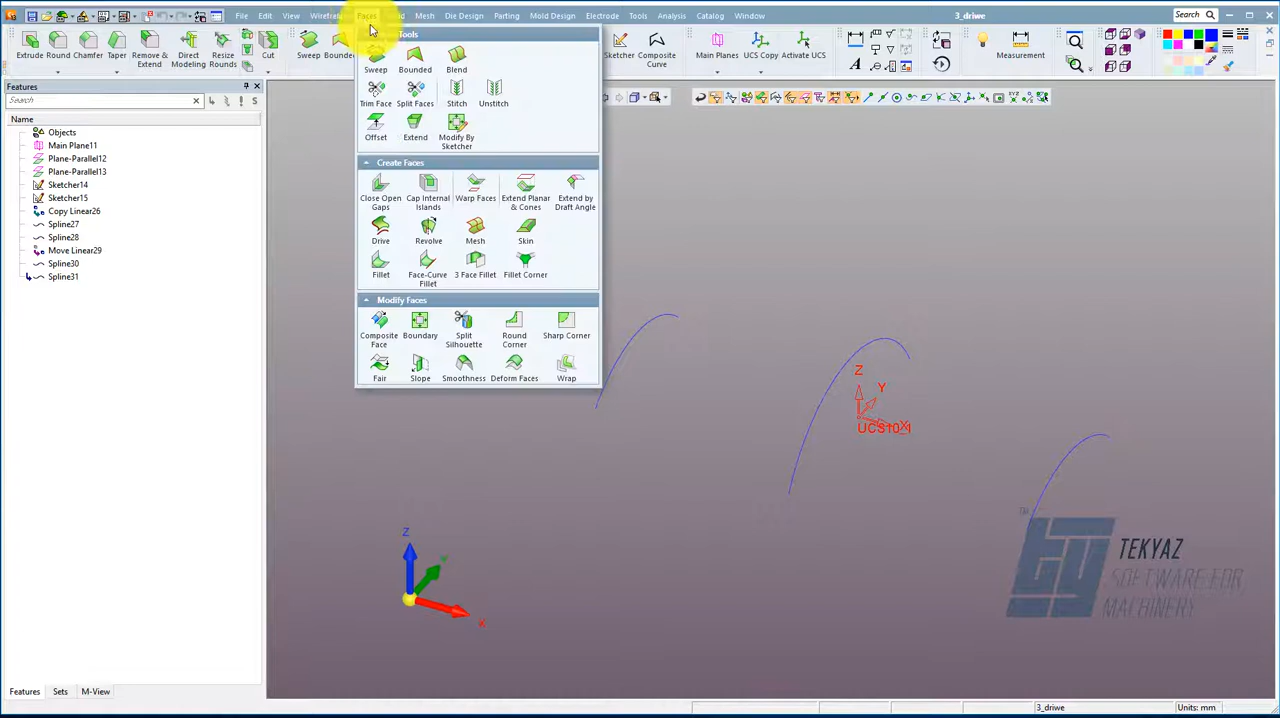 File Edit View Wireframe Faces Mesh Die Design Parting Mold Design Electrode Tools Analysis Catalog Window
3_driwe
Search
Extrude Round Chamfer Taper Remove & Extend Direct Modeling Resize Rounds Cut
Sweep
Sketcher Composite Curve Main Planes UCS Copy Activate UCS Measurement
Features
Search
Name
Objects
Main Plane11
Plane-Parallel12
Plane-Parallel13
Sketcher14
Sketcher15
Copy Linear26
Spline27
Spline28
Move Linear29
Spline30
Spline31
Tools
Sweep Bounded Blend
Trim Face Split Faces Stitch Unstitch
Offset Extend Modify By Sketcher
Create Faces
Close Open Gaps Cap Internal Islands Warp Faces Extend Planar & Cones Extend by Draft Angle
Drive Revolve Mesh Skin
Fillet Face-Curve Fillet 3 Face Fillet Fillet Corner
Modify Faces
Composite Face Boundary Split Silhouette Round Corner Sharp Corner
Fair Slope Smoothness Deform Faces Wrap
Z
Y
X
UCS10_1
Z
X
TM
TEKYAZ
SOFTWARE FOR
MACHINERY
Features Sets M-View
3_driwe
Units: mm